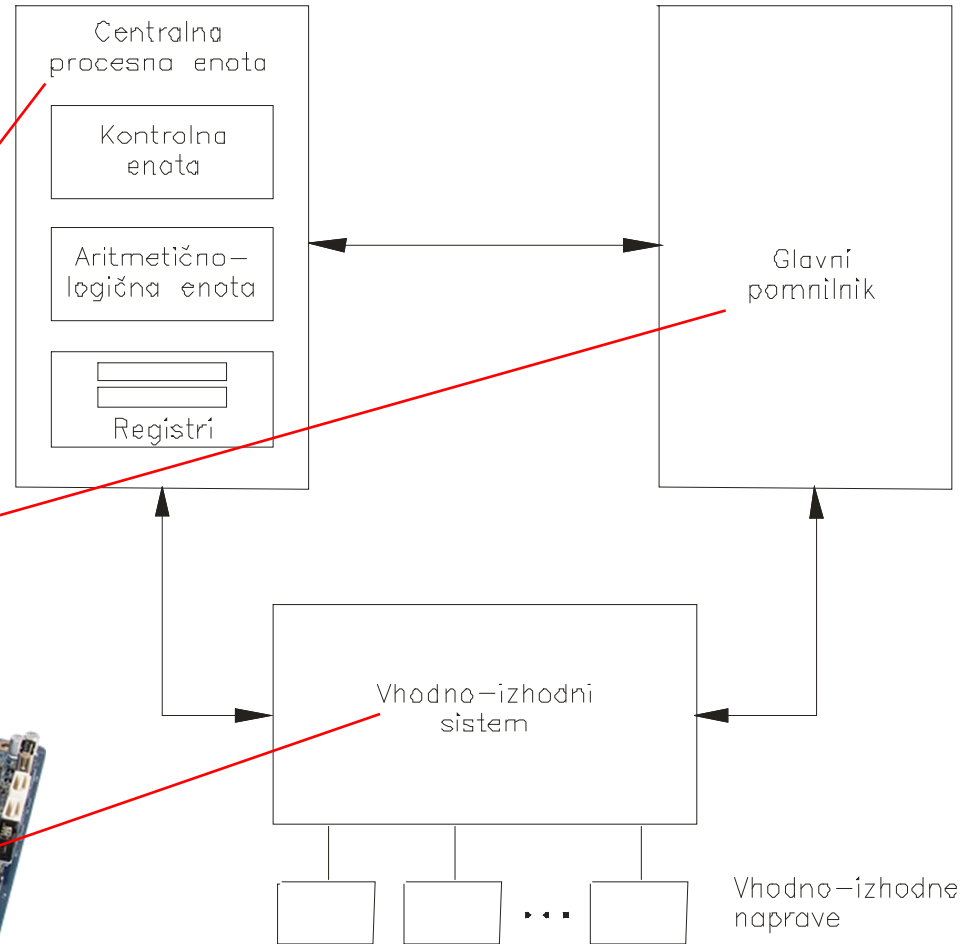 Centralna
procesna enota
Kontrolna
enota
Aritmetično-
logična enota
Registri
Glavni
pomnilnik
Vhodno-izhodni
sistem
Vhodno-izhodne
naprave